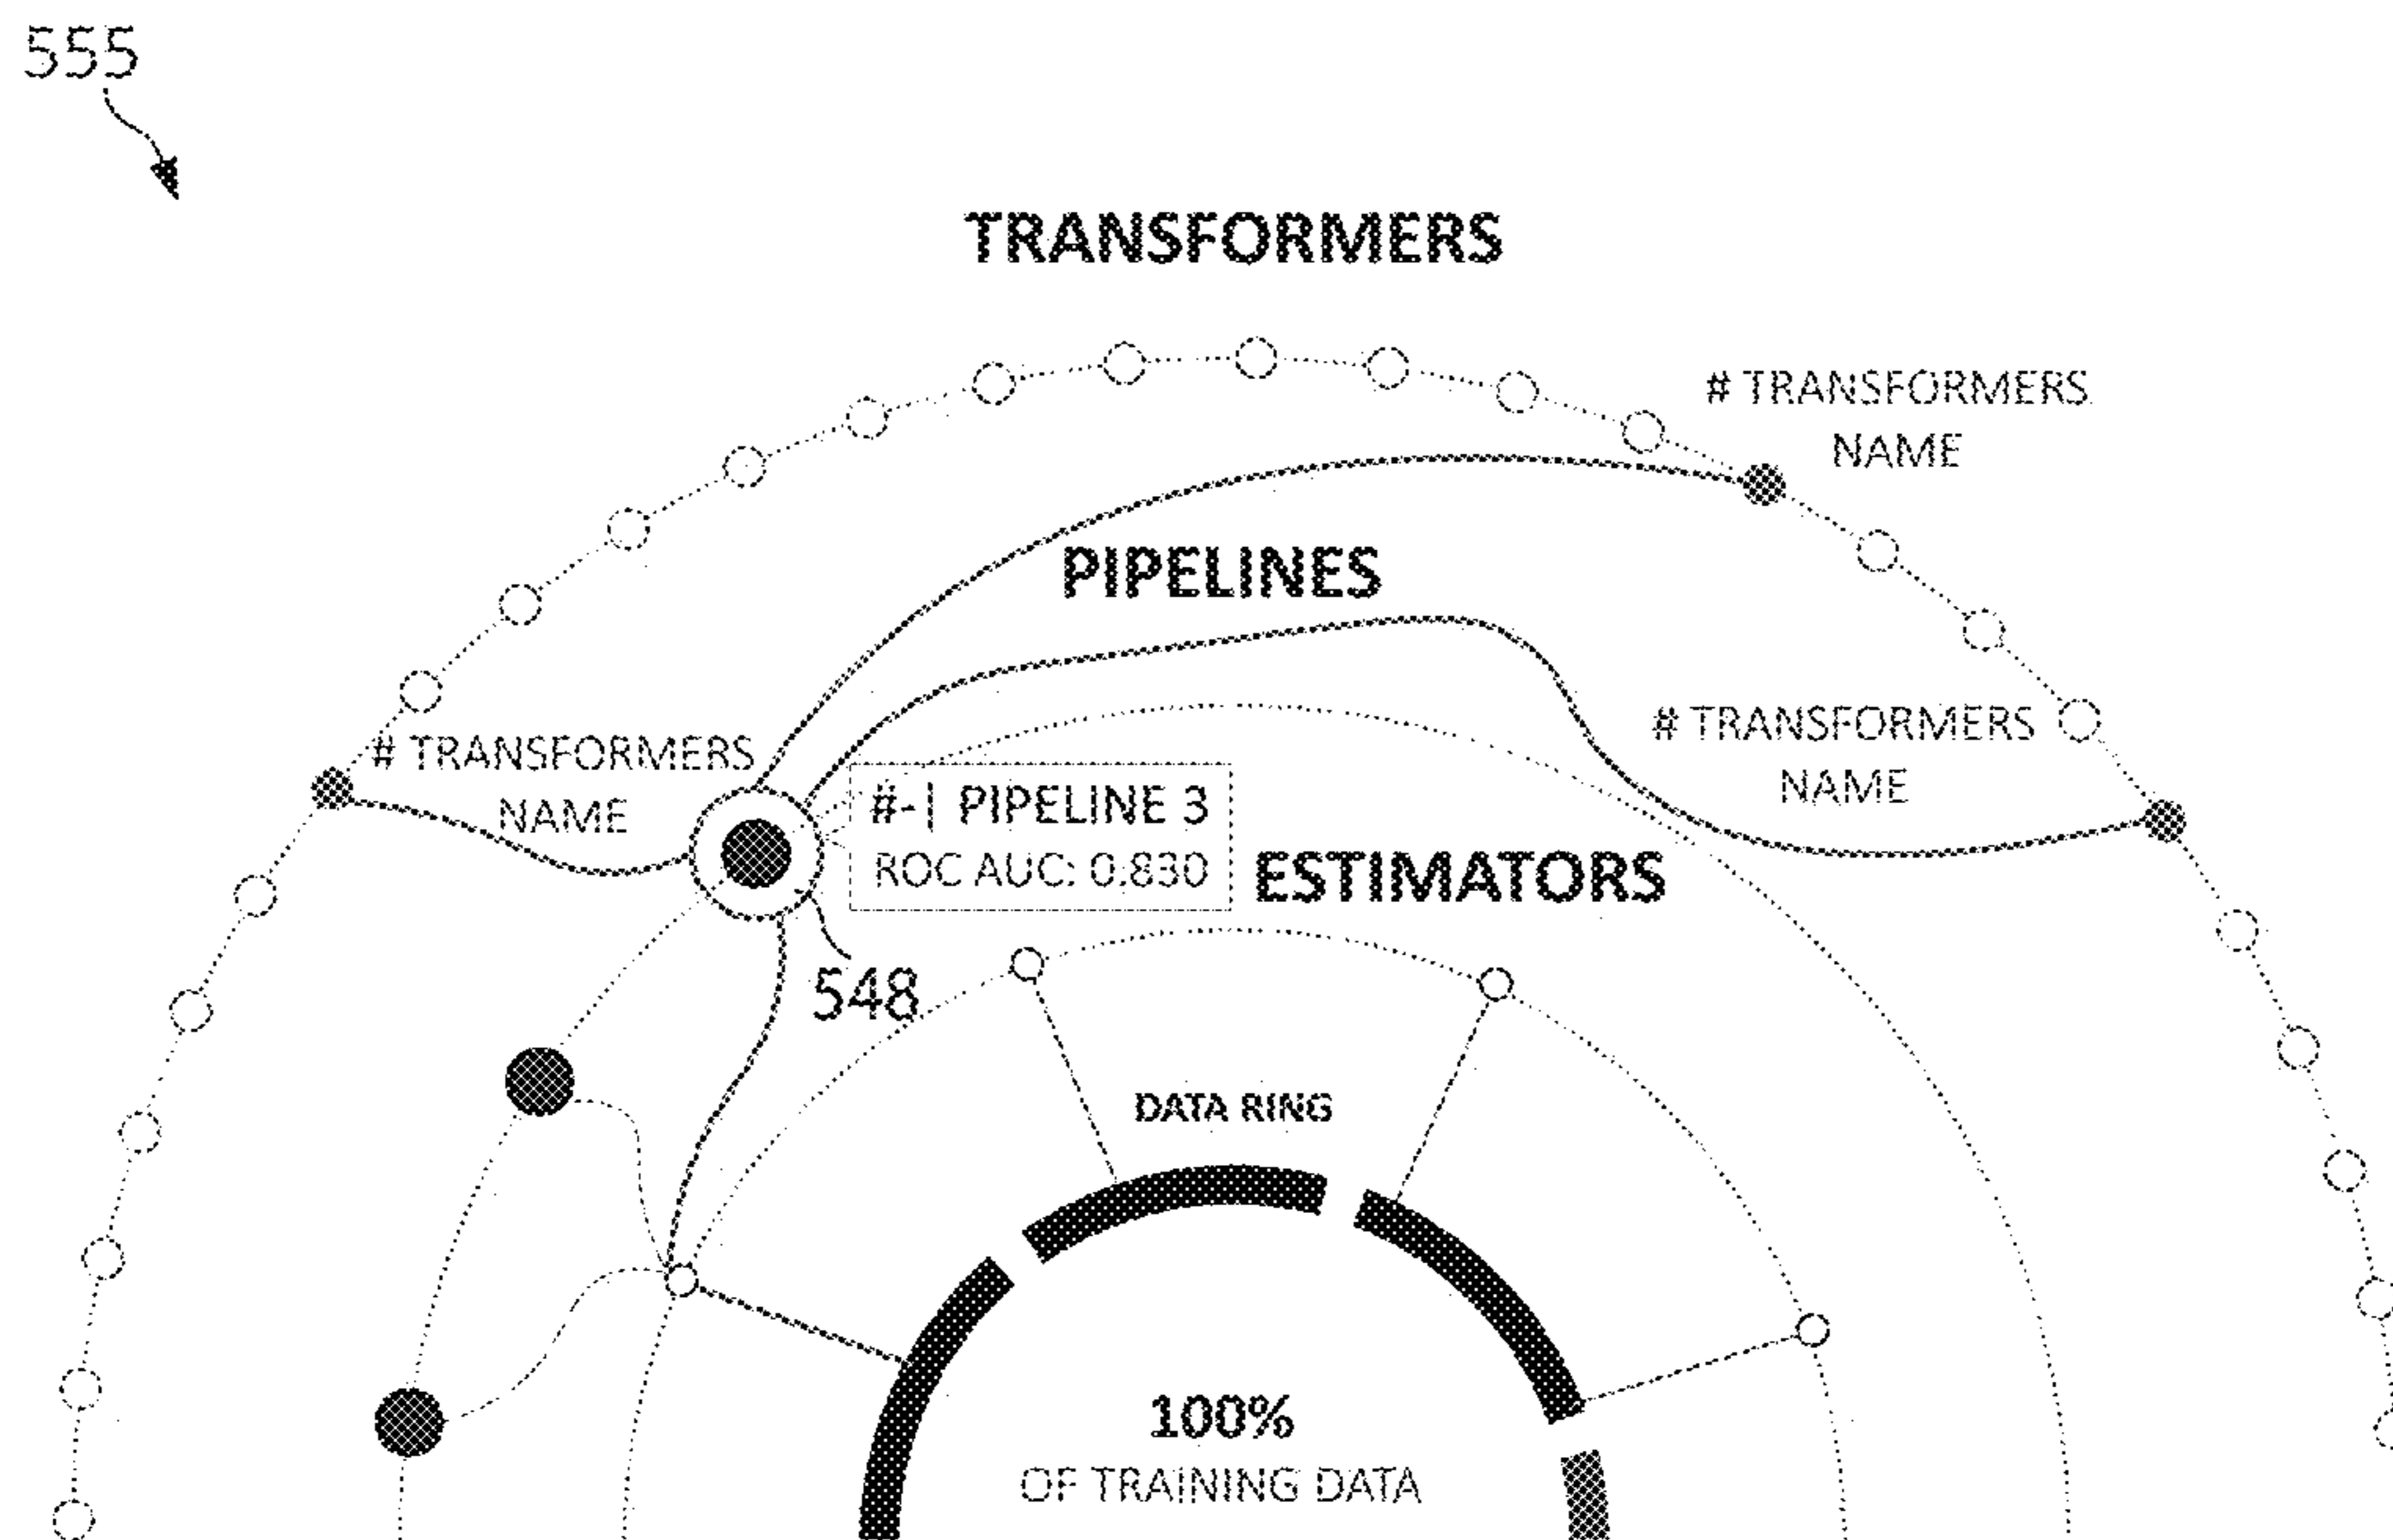 555
TRANSFORMERS
# TRANSFORMERS
NAME
PIPELINES
# TRANSFORMERS
NAME
# TRANSFORMERS
NAME
#-| PIPELINE 3
ROC AUC: 0.830
ESTIMATORS
548
DATA RING
100%
OF TRAINING DATA